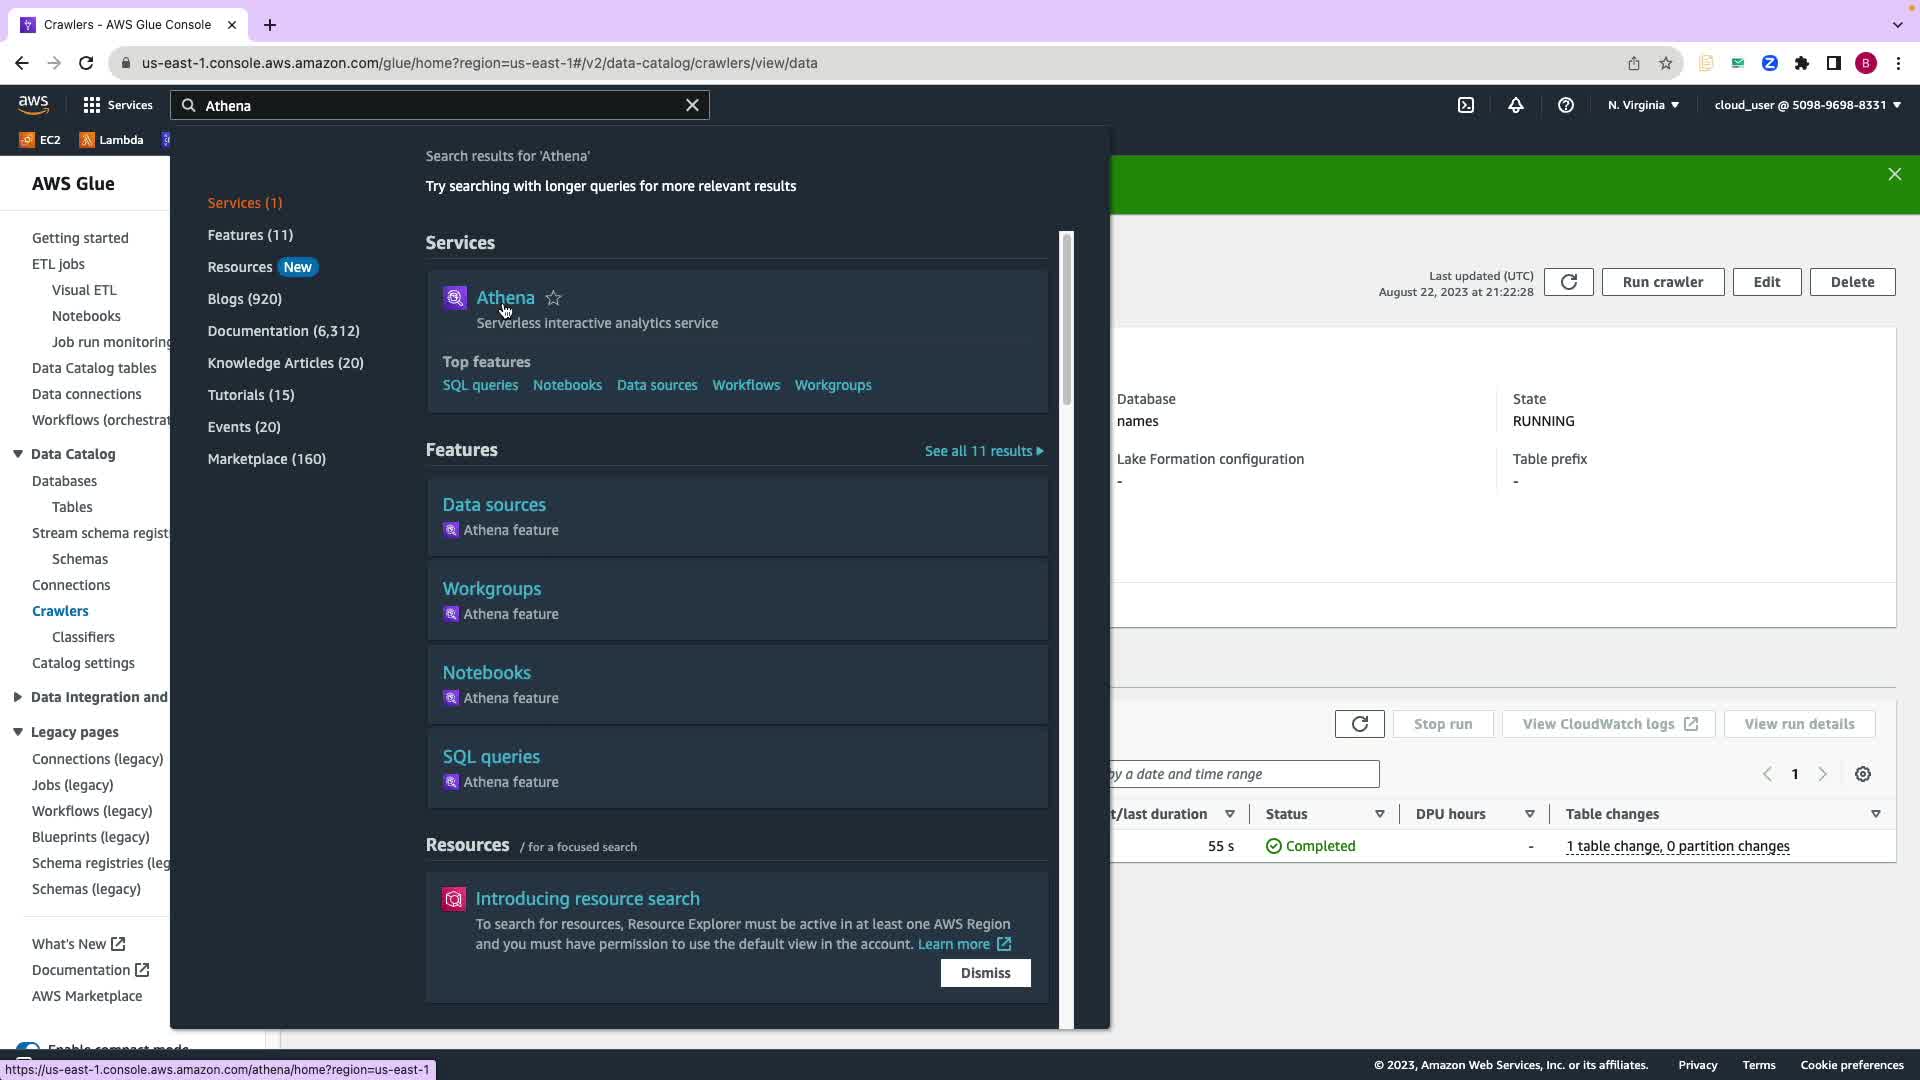 Crawlers - AWS Glue Console
us-east-1.console.aws.amazon.com/glue/home?region=us-east-1#/v2/data-catalog/crawlers/view/data
B
aws
Services
Athena
N. Virginia
cloud_user @ 5098-9698-8331
EC2
Lambda
AWS Glue
Getting started
ETL jobs
Visual ETL
Notebooks
Job run monitoring
Data Catalog tables
Data connections
Workflows (orchestrat
Data Catalog
Databases
Tables
Stream schema regist
Schemas
Connections
Crawlers
Classifiers
Catalog settings
Data Integration and
Legacy pages
Connections (legacy)
Jobs (legacy)
Workflows (legacy)
Blueprints (legacy)
Schema registries (leg
Schemas (legacy)
What's New
Documentation
AWS Marketplace
Services (1)
Features (11)
Resources New
Blogs (920)
Documentation (6,312)
Knowledge Articles (20)
Tutorials (15)
Events (20)
Marketplace (160)
Search results for 'Athena'
Try searching with longer queries for more relevant results
Services
Athena
Serverless interactive analytics service
Top features
SQL queries Notebooks Data sources Workflows Workgroups
Features
See all 11 results
Data sources
Athena feature
Workgroups
Athena feature
Notebooks
Athena feature
SQL queries
Athena feature
Resources / for a focused search
Introducing resource search
To search for resources, Resource Explorer must be active in at least one AWS Region
and you must have permission to use the default view in the account. Learn more
Dismiss
Last updated (UTC)
August 22, 2023 at 21:22:28
Run crawler
Edit
Delete
Database
names
State
RUNNING
Lake Formation configuration
-
Table prefix
-
Stop run
View CloudWatch logs
View run details
by a date and time range
1
t/last duration
Status
DPU hours
Table changes
55 s
Completed
-
1 table change, 0 partition changes
https://us-east-1.console.aws.amazon.com/athena/home?region=us-east-1
© 2023, Amazon Web Services, Inc. or its affiliates.
Privacy
Terms
Cookie preferences